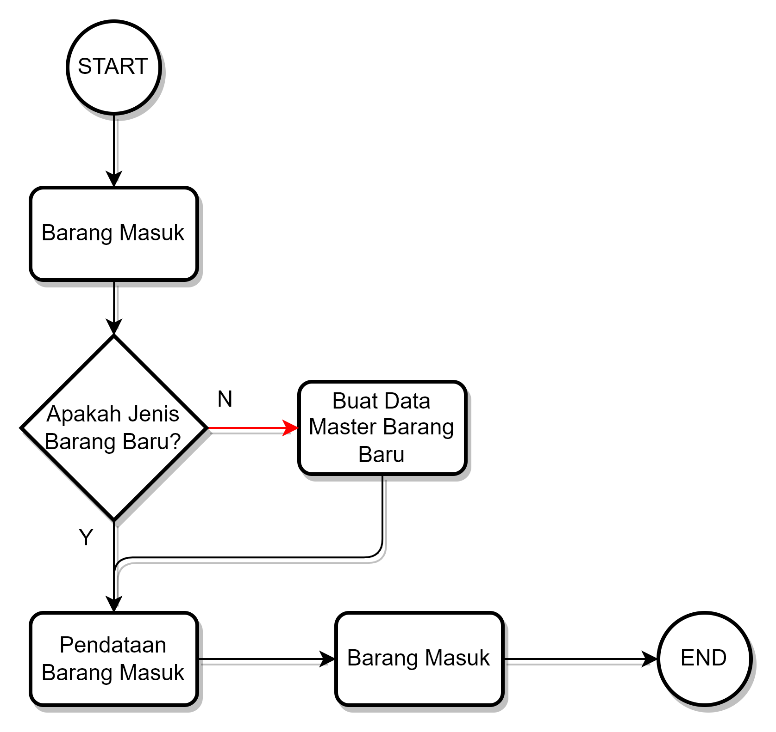 START
Barang Masuk
Apakah Jenis
Barang Baru?
N
Buat Data
Master Barang
Baru
Y
Pendataan
Barang Masuk
Barang Masuk
END